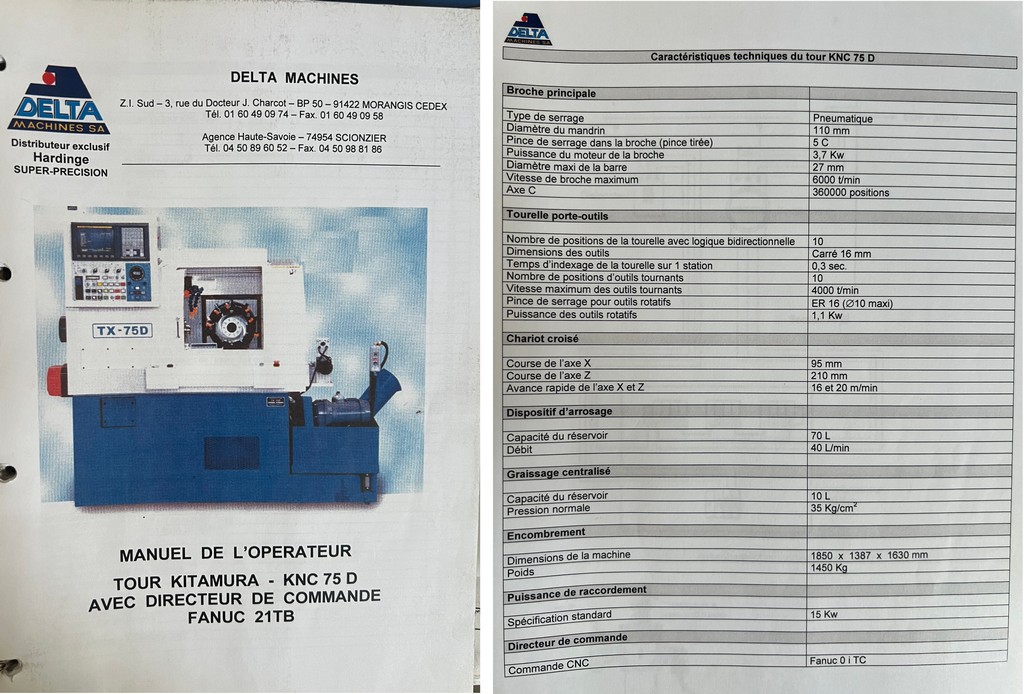 DELTA
MACHINES SA
Distributeur exclusif
Hardinge
SUPER-PRECISION
DELTA MACHINES
Z.I. Sud – 3, rue du Docteur J. Charcot – BP 50 – 91422 MORANGIS CEDEX
Tél. 01 60 49 09 74 – Fax. 01 60 49 09 58
Agence Haute-Savoie – 74954 SCIONZIER
Tél. 04 50 89 60 52 – Fax. 04 50 98 81 86
TX-75D
MANUEL DE L'OPERATEUR
TOUR KITAMURA - KNC 75 D
AVEC DIRECTEUR DE COMMANDE
FANUC 21TB
DELTA
MACHINES SA
Caractéristiques techniques du tour KNC 75 D
Broche principale
Type de serrage Pneumatique
Diamètre du mandrin 110 mm
Pince de serrage dans la broche (pince tirée) 5 C
Puissance du moteur de la broche 3,7 Kw
Diamètre maxi de la barre 27 mm
Vitesse de broche maximum 6000 t/min
Axe C 360000 positions
Tourelle porte-outils
Nombre de positions de la tourelle avec logique bidirectionnelle 10
Dimensions des outils Carré 16 mm
Temps d'indexage de la tourelle sur 1 station 0,3 sec.
Nombre de positions d'outils tournants 10
Vitesse maximum des outils tournants 4000 t/min
Pince de serrage pour outils rotatifs ER 16 (∅10 maxi)
Puissance des outils rotatifs 1,1 Kw
Chariot croisé
Course de l'axe X 95 mm
Course de l'axe Z 210 mm
Avance rapide de l'axe X et Z 16 et 20 m/min
Dispositif d'arrosage
Capacité du réservoir 70 L
Débit 40 L/min
Graissage centralisé
Capacité du réservoir 10 L
Pression normale 35 Kg/cm²
Encombrement
Dimensions de la machine 1850 x 1387 x 1630 mm
Poids 1450 Kg
Puissance de raccordement
Spécification standard 15 Kw
Directeur de commande
Commande CNC Fanuc 0 i TC